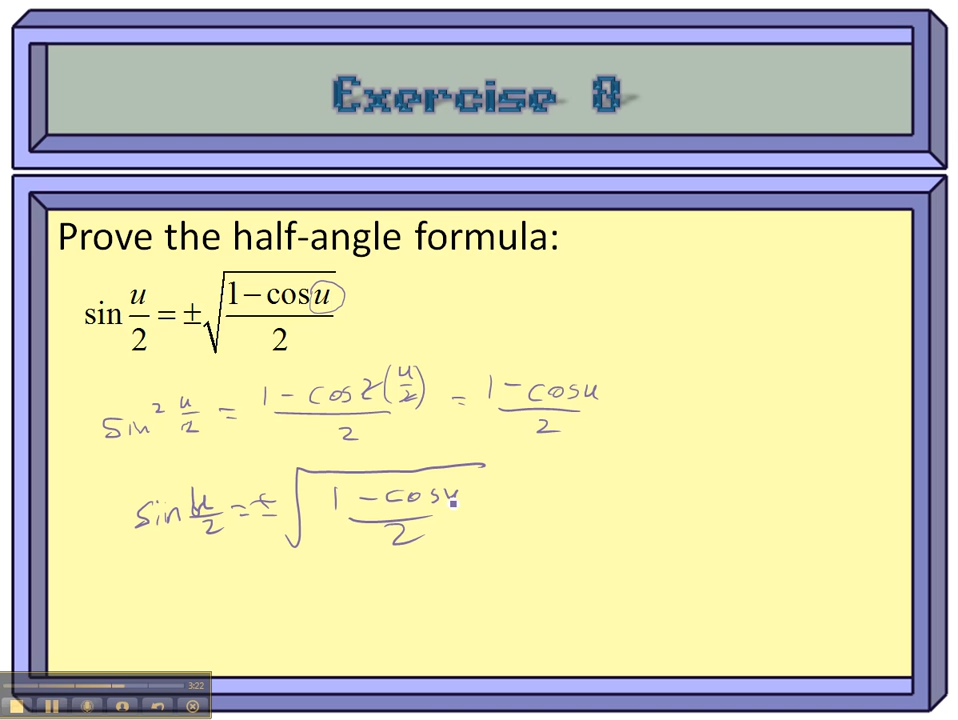 Exercise 8
Prove the half-angle formula:
sin u/2 = ± √((1 − cos u)/2)
sin² u/2 = (1 − cos 2(u/2))/2 = (1 − cos u)/2
sin u/2 = ± √((1 − cos u)/2)
3:22